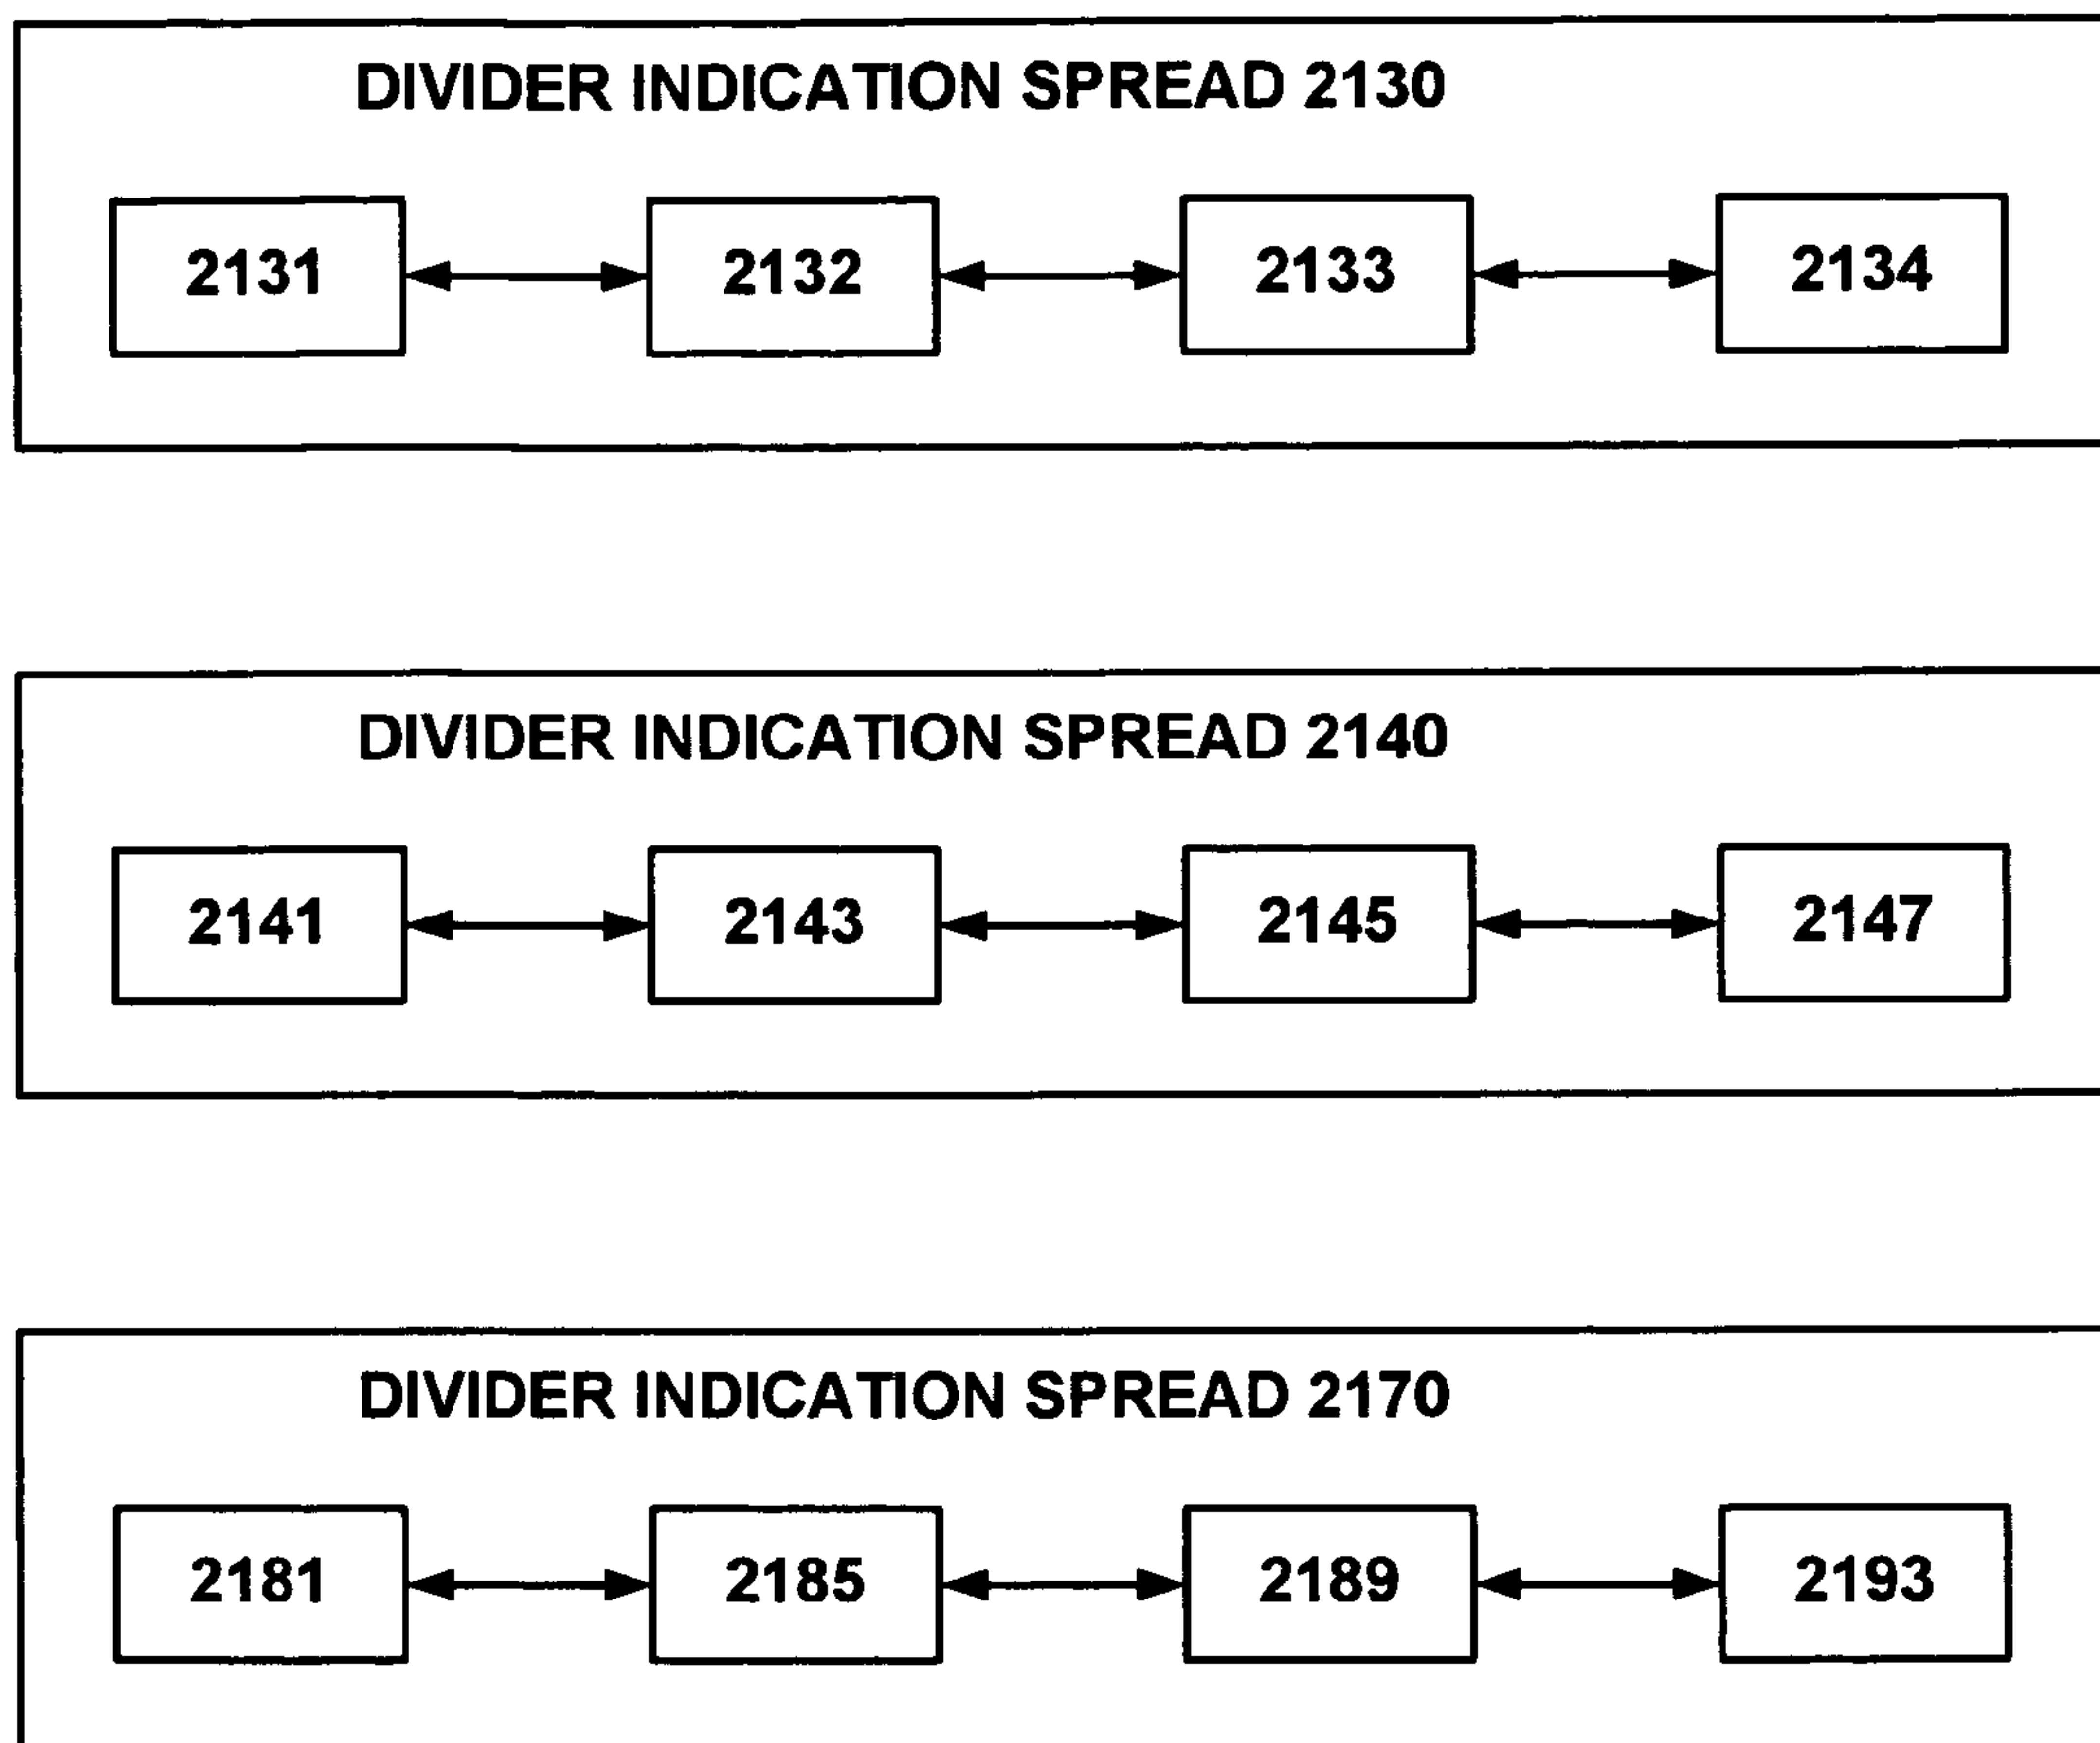 DIVIDER INDICATION SPREAD 2130
2131 2132 2133 2134
DIVIDER INDICATION SPREAD 2140
2141 2143 2145 2147
DIVIDER INDICATION SPREAD 2170
2181 2185 2189 2193